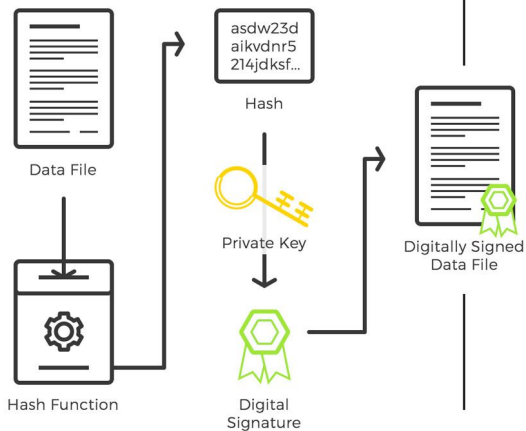 Data File
Hash Function
asdw23d
aikvdnr5
214jdksf...
Hash
Private Key
Digital
Signature
Digitally Signed
Data File